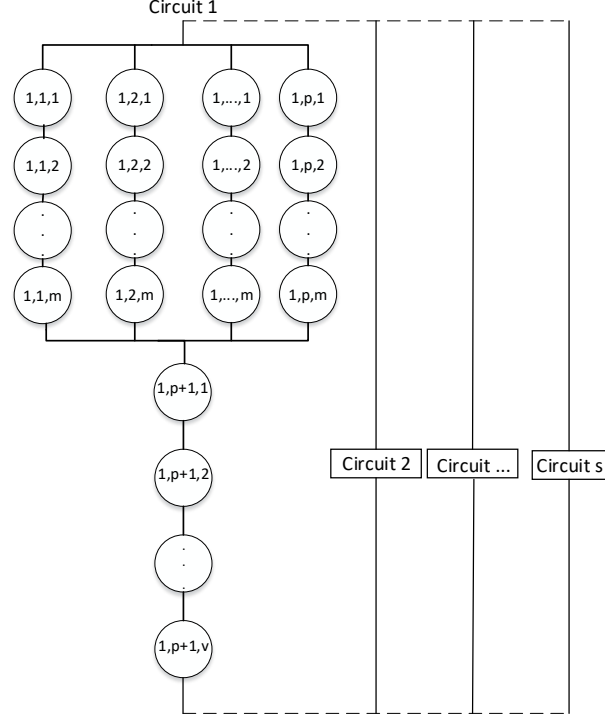 Circuit 1
1,1,1
1,2,1
1,...,1
1,p,1
1,1,2
1,2,2
1,...,2
1,p,2
. . .
. . .
. . .
. . .
1,1,m
1,2,m
1,...,m
1,p,m
1,p+1,1
Circuit 2
Circuit ...
Circuit s
1,p+1,2
. . .
1,p+1,v